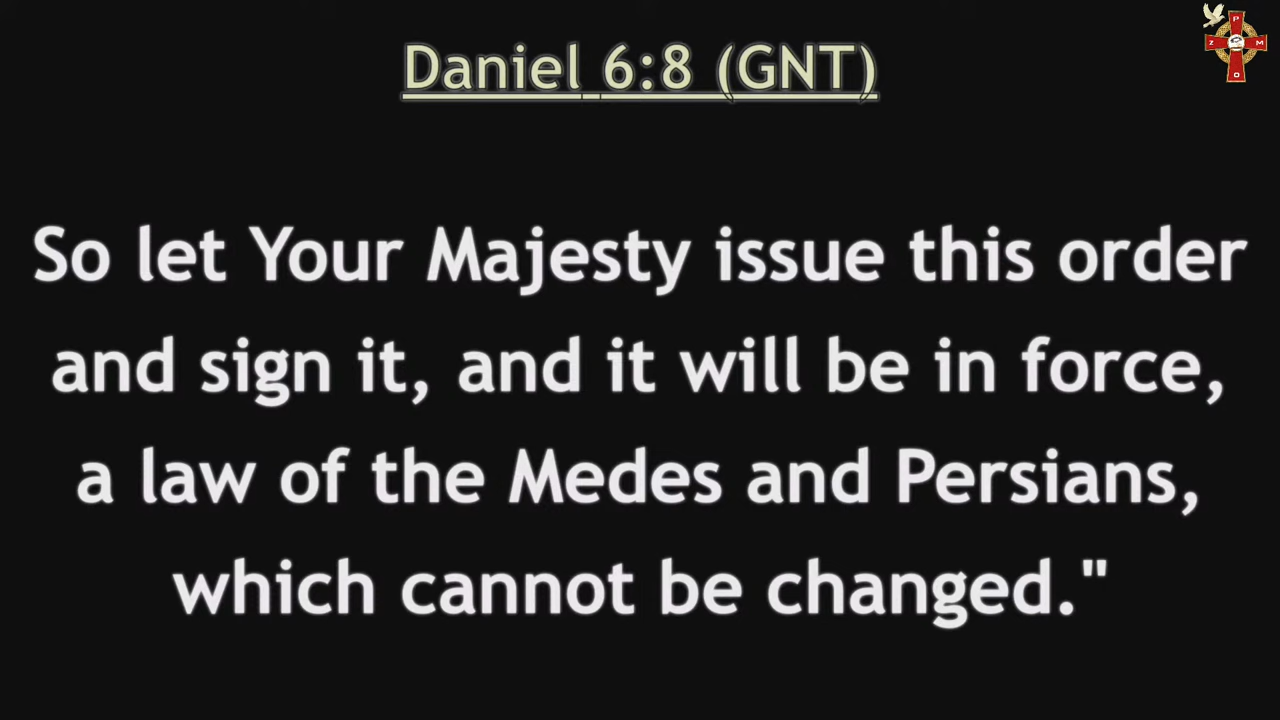 Daniel 6:8 (GNT)
P
Z M
O
So let Your Majesty issue this order
and sign it, and it will be in force,
a law of the Medes and Persians,
which cannot be changed."